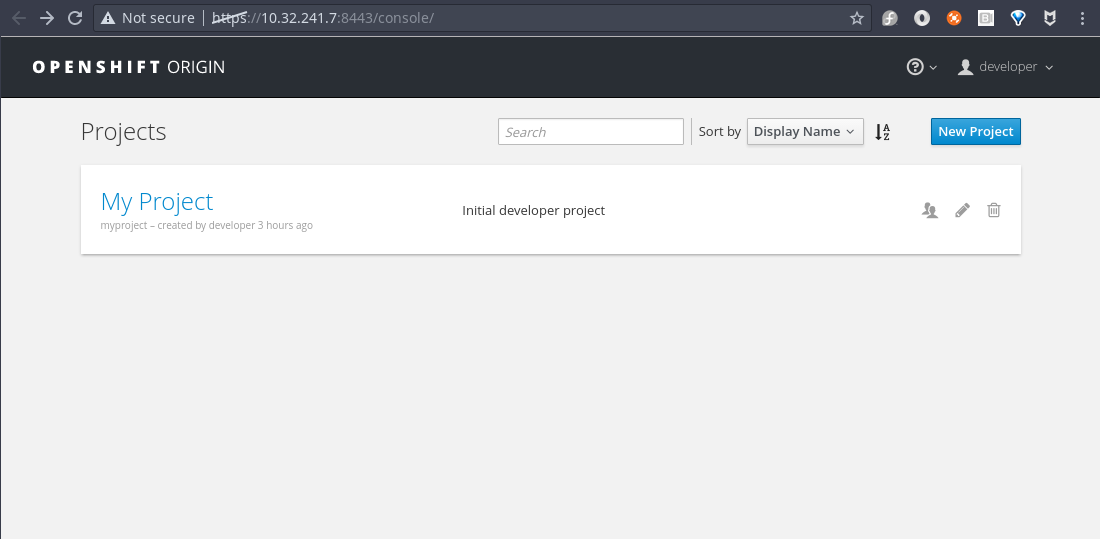 Not secure https://10.32.241.7:8443/console/
OPENSHIFT ORIGIN
developer
Projects
Search
Sort by
Display Name
New Project
My Project
myproject – created by developer 3 hours ago
Initial developer project